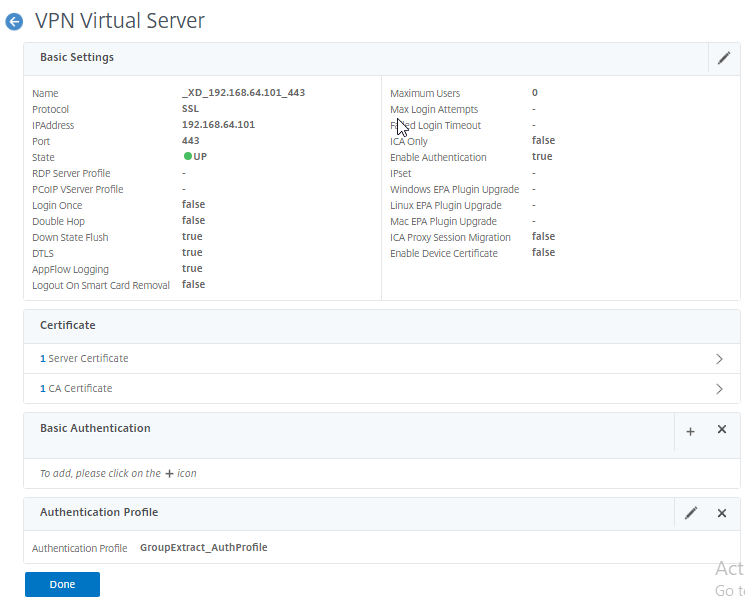 VPN Virtual Server
Basic Settings
Name _XD_192.168.64.101_443
Protocol SSL
IPAddress 192.168.64.101
Port 443
State UP
RDP Server Profile -
PCoIP VServer Profile -
Login Once false
Double Hop false
Down State Flush true
DTLS true
AppFlow Logging true
Logout On Smart Card Removal false
Maximum Users 0
Max Login Attempts -
Login Timeout -
ICA Only false
Enable Authentication true
IPset -
Windows EPA Plugin Upgrade -
Linux EPA Plugin Upgrade -
Mac EPA Plugin Upgrade -
ICA Proxy Session Migration false
Enable Device Certificate false
Certificate
1 Server Certificate
1 CA Certificate
Basic Authentication
To add, please click on the + icon
Authentication Profile
Authentication Profile GroupExtract_AuthProfile
Done
Act
Go to